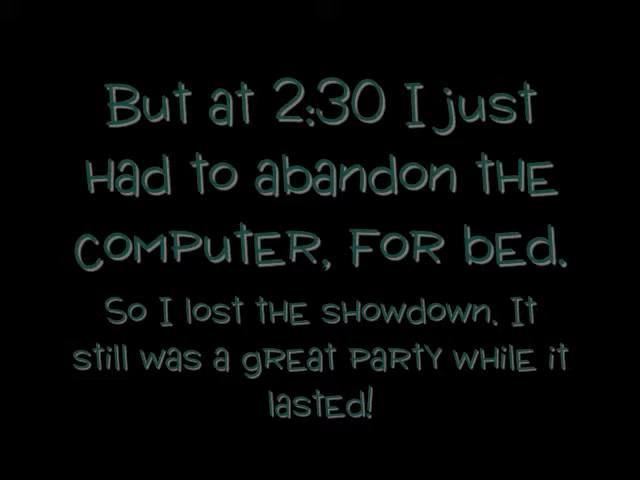 But at 2:30 I just
Had to abandon tHE
COMPUtER, FOR bEd.
So I lost tHE sHowdown. It
still was a gREat PaRtY wHilE it
lastEd!